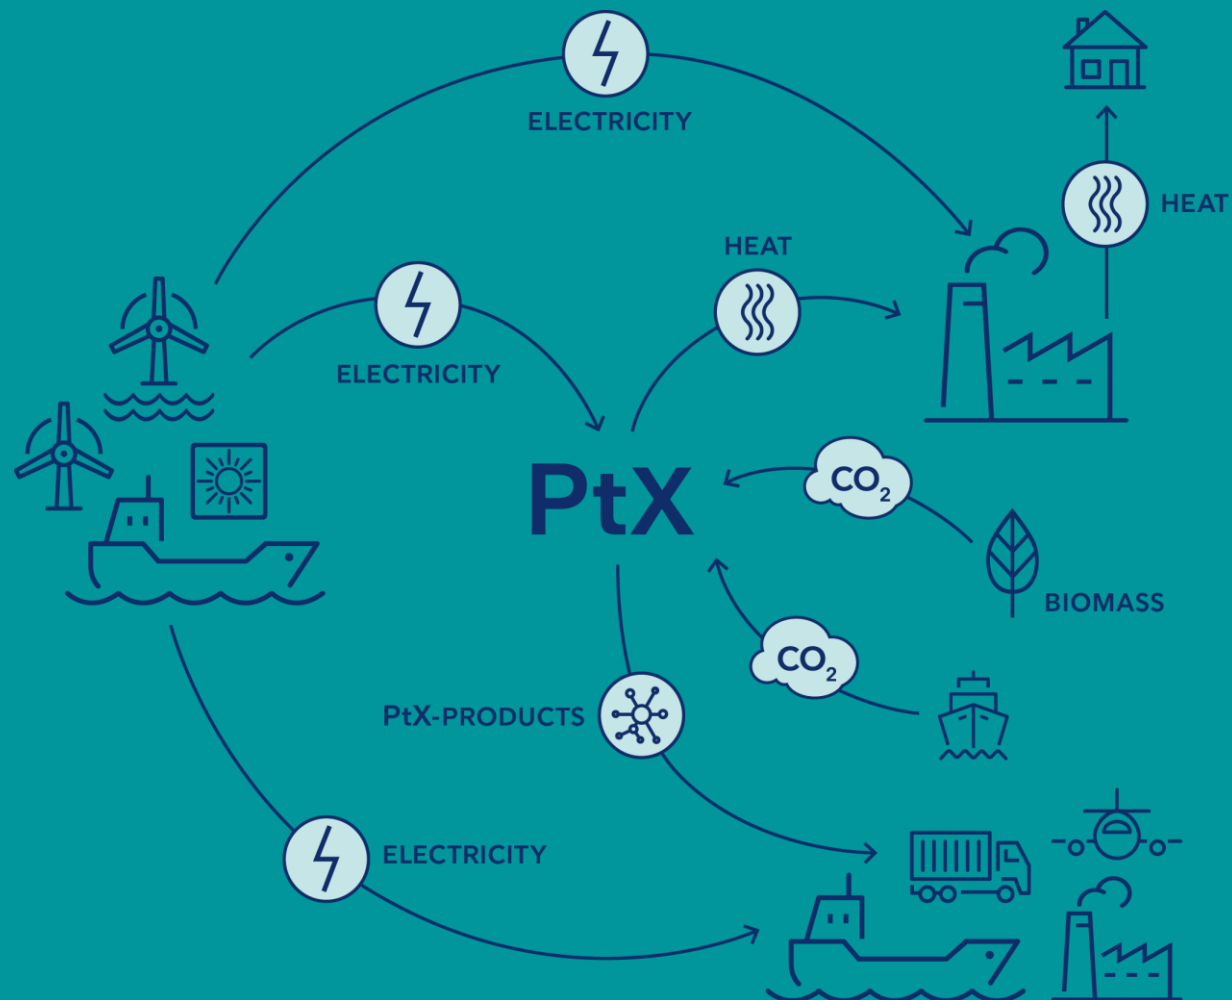 ELECTRICITY
HEAT
HEAT
ELECTRICITY
PtX
CO₂
BIOMASS
CO₂
PtX-PRODUCTS
ELECTRICITY